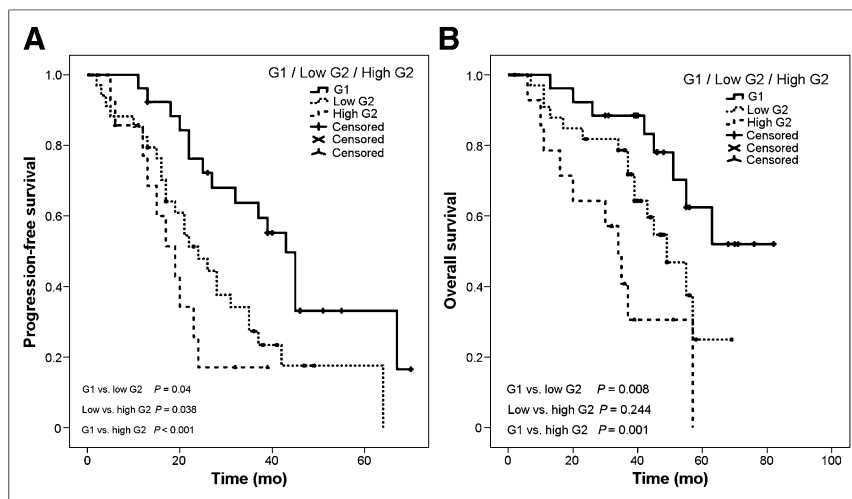 A
G1 / Low G2 / High G2
G1
Low G2
High G2
Censored
Censored
Censored
Progression-free survival
1.0
0.8
0.6
0.4
0.2
0
G1 vs. low G2 P = 0.04
Low vs. high G2 P = 0.038
G1 vs. high G2 P < 0.001
0 20 40 60
Time (mo)
B
G1 / Low G2 / High G2
G1
Low G2
High G2
Censored
Censored
Censored
Overall survival
1.0
0.8
0.6
0.4
0.2
0
G1 vs. low G2 P = 0.008
Low vs. high G2 P = 0.244
G1 vs. high G2 P = 0.001
0 20 40 60 80 100
Time (mo)